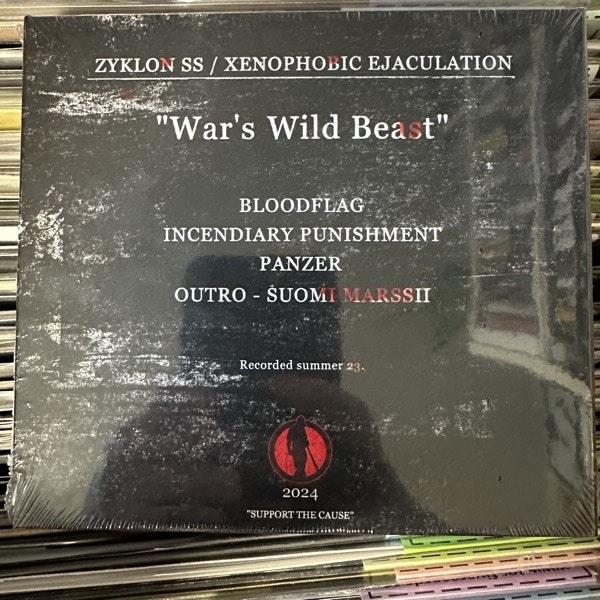 ZYKLON SS / XENOPHOBIC EJACULATION
"War's Wild Beast"
BLOODFLAG
INCENDIARY PUNISHMENT
PANZER
OUTRO - SUOMI MARSSII
Recorded summer 23.
2024
"SUPPORT THE CAUSE"